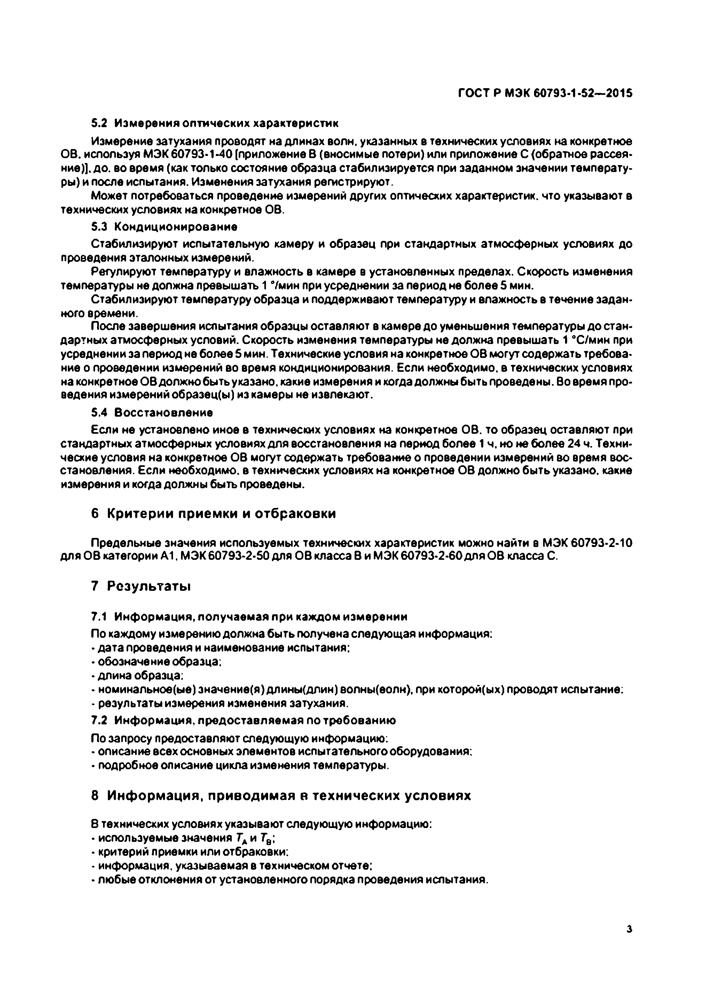 ГОСТ Р МЭК 60793-1-52—2015
5.2 Измерения оптических характеристик
Измерение затухания проводят на длинах волн, указанных в технических условиях на конкретное
ОВ, используя МЭК 60793-1-40 [приложение В (вносимые потери) или приложение С (обратное рассея-
ние)], до, во время (как только состояние образца стабилизируется при заданном значении температу-
ры) и после испытания. Изменения затухания регистрируют.
Может потребоваться проведение измерений других оптических характеристик, что указывают в
технических условиях на конкретное ОВ.
5.3 Кондиционирование
Стабилизируют испытательную камеру и образец при стандартных атмосферных условиях до
проведения эталонных измерений.
Регулируют температуру и влажность в камере в установленных пределах. Скорость изменения
температуры не должна превышать 1 °/мин при усреднении за период не более 5 мин.
Стабилизируют температуру образца и поддерживают температуру и влажность в течение задан-
ного времени.
После завершения испытания образцы оставляют в камере до уменьшения температуры до стан-
дартных атмосферных условий. Скорость изменения температуры не должна превышать 1 °С/мин при
усреднении за период не более 5 мин. Технические условия на конкретное ОВ могут содержать требова-
ние о проведении измерений во время кондиционирования. Если необходимо, в технических условиях
на конкретное ОВ должно быть указано, какие измерения и когда должны быть проведены. Во время про-
ведения измерений образец(ы) из камеры не извлекают.
5.4 Восстановление
Если не установлено иное в технических условиях на конкретное ОВ, то образец оставляют при
стандартных атмосферных условиях для восстановления на период более 1 ч, но не более 24 ч. Техни-
ческие условия на конкретное ОВ могут содержать требование о проведении измерений во время вос-
становления. Если необходимо, в технических условиях на конкретное ОВ должно быть указано, какие
измерения и когда должны быть проведены.
6 Критерии приемки и отбраковки
Предельные значения используемых технических характеристик можно найти в МЭК 60793-2-10
для ОВ категории А1, МЭК 60793-2-50 для ОВ класса В и МЭК 60793-2-60 для ОВ класса С.
7 Результаты
7.1 Информация, получаемая при каждом измерении
По каждому измерению должна быть получена следующая информация:
- дата проведения и наименование испытания;
- обозначение образца;
- длина образца;
- номинальное(ые) значение(я) длины(длин) волны(волн), при которой(ых) проводят испытание;
- результаты измерения изменения затухания.
7.2 Информация, предоставляемая по требованию
По запросу предоставляют следующую информацию:
- описание всех основных элементов испытательного оборудования;
- подробное описание цикла изменения температуры.
8 Информация, приводимая в технических условиях
В технических условиях указывают следующую информацию:
- используемые значения TA и TB;
- критерий приемки или отбраковки;
- информация, указываемая в техническом отчете;
- любые отклонения от установленного порядка проведения испытания.
3